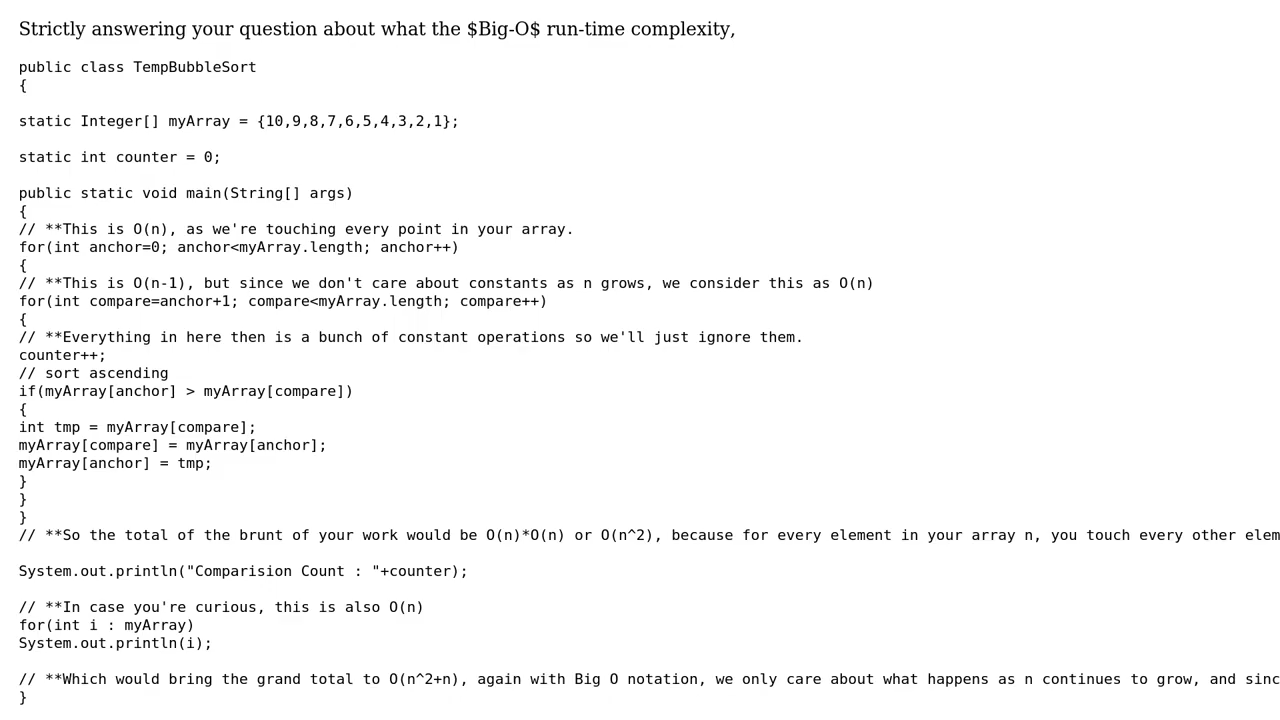 Strictly answering your question about what the $Big-O$ run-time complexity,
public class TempBubbleSort
{
static Integer[] myArray = {10,9,8,7,6,5,4,3,2,1};
static int counter = 0;
public static void main(String[] args)
{
// **This is O(n), as we're touching every point in your array.
for(int anchor=0; anchor<myArray.length; anchor++)
{
// **This is O(n-1), but since we don't care about constants as n grows, we consider this as O(n)
for(int compare=anchor+1; compare<myArray.length; compare++)
{
// **Everything in here then is a bunch of constant operations so we'll just ignore them.
counter++;
// sort ascending
if(myArray[anchor] > myArray[compare])
{
int tmp = myArray[compare];
myArray[compare] = myArray[anchor];
myArray[anchor] = tmp;
}
}
}
// **So the total of the brunt of your work would be O(n)*O(n) or O(n^2), because for every element in your array n, you touch every other elem
System.out.println("Comparision Count : "+counter);
// **In case you're curious, this is also O(n)
for(int i : myArray)
System.out.println(i);
// **Which would bring the grand total to O(n^2+n), again with Big O notation, we only care about what happens as n continues to grow, and sinc
}